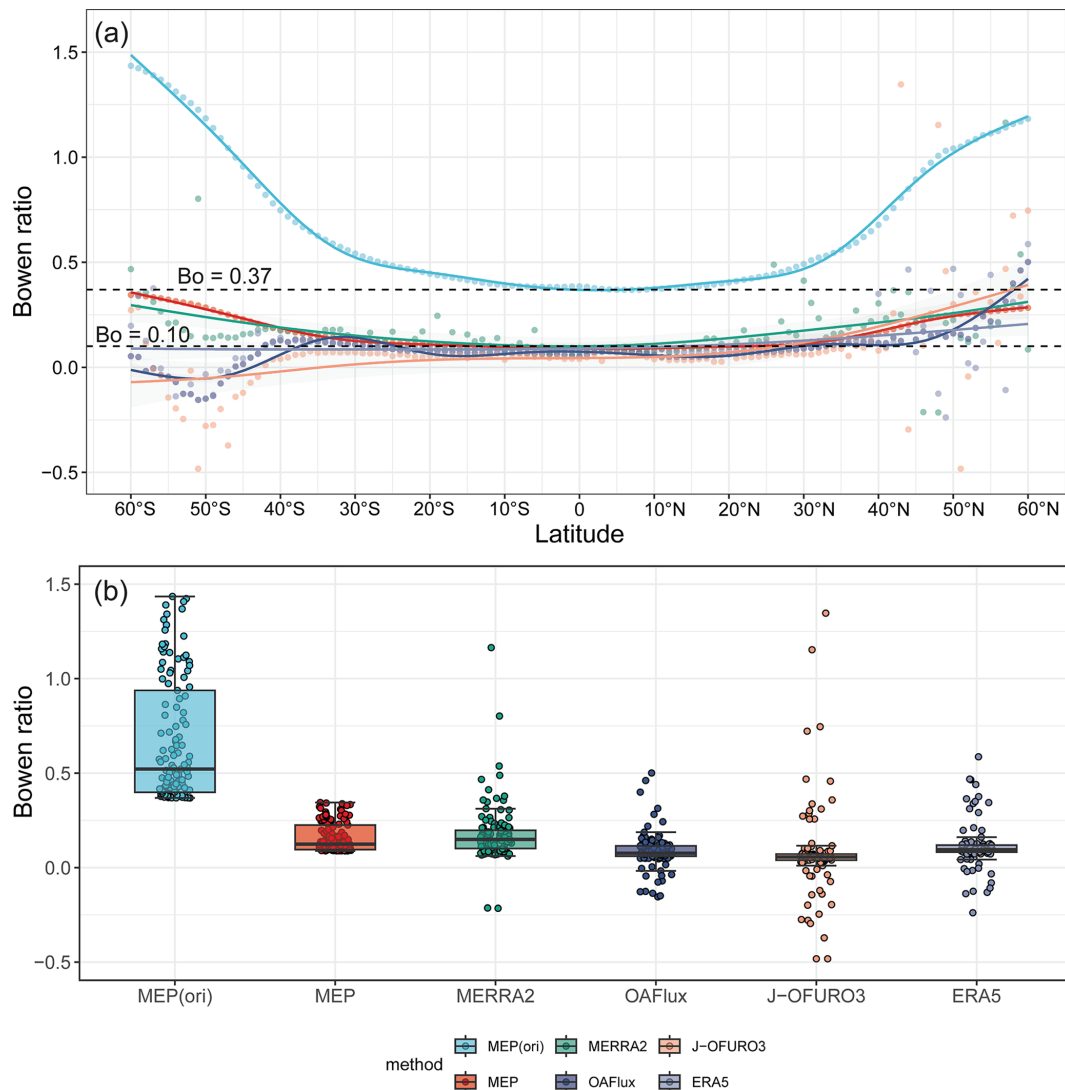 (a)
1.5
1.0
0.5
0.0
−0.5
Bowen ratio
Bo = 0.37
Bo = 0.10
60°S 50°S 40°S 30°S 20°S 10°S 0 10°N 20°N 30°N 40°N 50°N 60°N
Latitude
(b)
1.5
1.0
0.5
0.0
−0.5
Bowen ratio
MEP(ori) MEP MERRA2 OAFlux J−OFURO3 ERA5
method
MEP(ori) MERRA2 J−OFURO3
MEP OAFlux ERA5